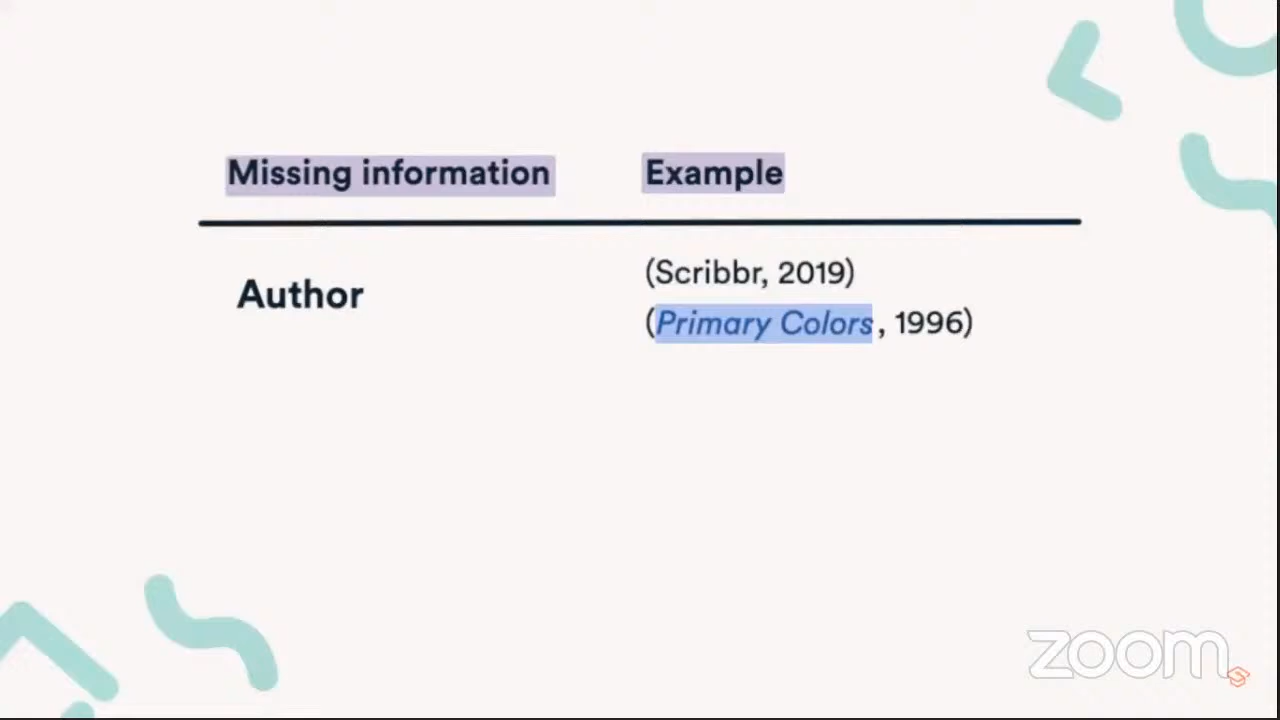 Missing information
Example
Author
(Scribbr, 2019)
(Primary Colors, 1996)
zoom